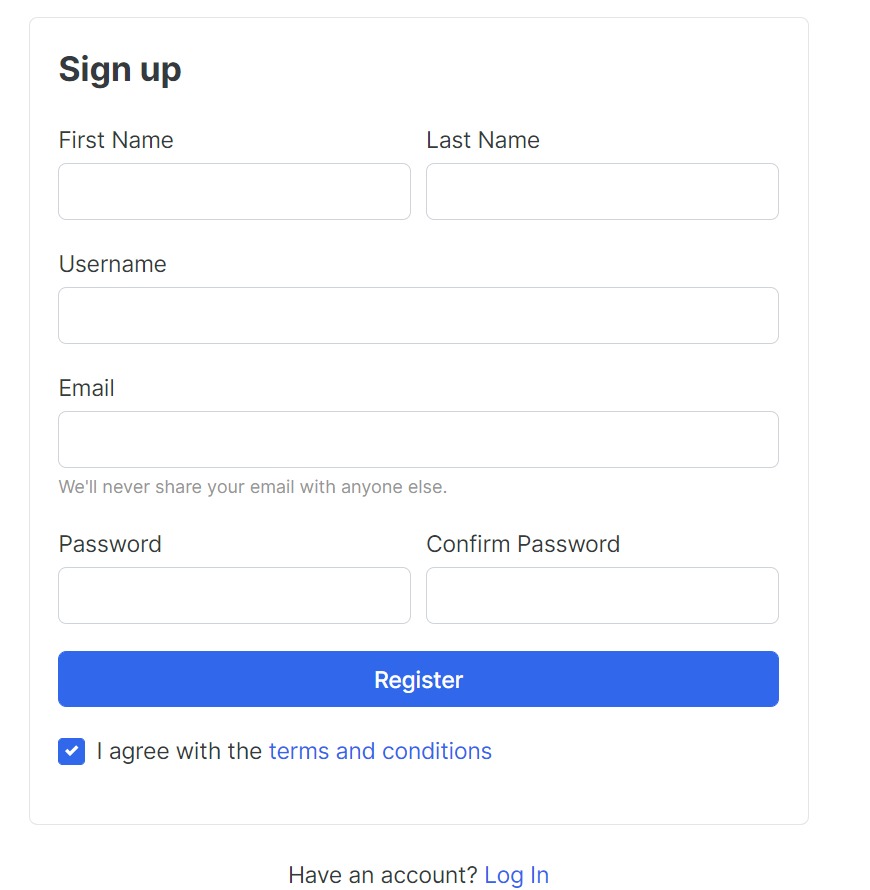 Sign up
First Name Last Name
Username
Email
We'll never share your email with anyone else.
Password Confirm Password
Register
I agree with the terms and conditions
Have an account? Log In